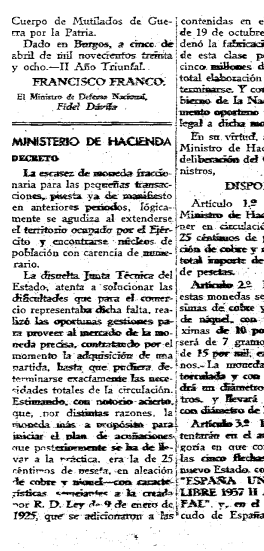 Cuerpo de Mutilados de Gue-
rra por la Patria.
Dado en Burgos, a cinco de
abril de mil novecientos treinta
y ocho.—II Año Triunfal.
FRANCISCO FRANCO.
El Ministro de Defensa Nacional,
Fidel Dávila
MINISTERIO DE HACIENDA
DECRETO
La escasez de moneda fraccio-
naria para las pequeñas transac-
ciones, puesta ya de manifiesto
en anteriores periodos, lógica-
mente se agudiza al extenderse
el territorio ocupado por el Ejér-
cito y encontrarse núcleos de
población con carencia de nume-
rario.
La disuelta Junta Técnica del
Estado, atenta a solucionar las
dificultades que para el comer-
cio representaba dicha falta, rea-
lizó las oportunas gestiones pa-
ra proveer al mercado de la mo-
neda precisa, contratando por el
momento la adquisición de una
partida, hasta que pudiera de-
terminarse exactamente las nece-
sidades totales de la circulación.
Estimando, con notorio acierto,
que, por distintas razones, la
moneda más a propósito para
iniciar el plan de acuñaciones
que posteriormente se ha de lle-
var a la práctica, era la de 25
céntimos de peseta, en aleación
de cobre y níquel—con caracte-
rísticas semejantes a la creada
por R. D. Ley de 9 de enero de
1925, que se adicionaron a las
contenidas en e
de 19 de octubre
denó la fabricaci
de esta clase p
cinco millones d
total elaboración
terminarse. Y con
bierno de la Na
mento oportuno
legal a dicha mo
En su virtud, a
Ministro de Hac
deliberación del C
nistros,
DISPO
Artículo 1.º
Ministro de Hac
ner en circulació
25 céntimos de p
ción de cobre y n
total importe de
de pesetas.
Artículo 2.º
estas monedas se
simas de cobre y
de níquel, con
ximas de 10 po
será de 7 gramo
de 15 por mil, en
nos.—La moneda
torculada y con
drá un diámetro
tros, y llevará
con diámetro de
Artículo 3.º
tentarán en el a
goría en que con
las cinco flechas
nuevo Estado, co
"ESPAÑA UN
LIBRE 1937 II A
FAL", y, en el
cudo de España